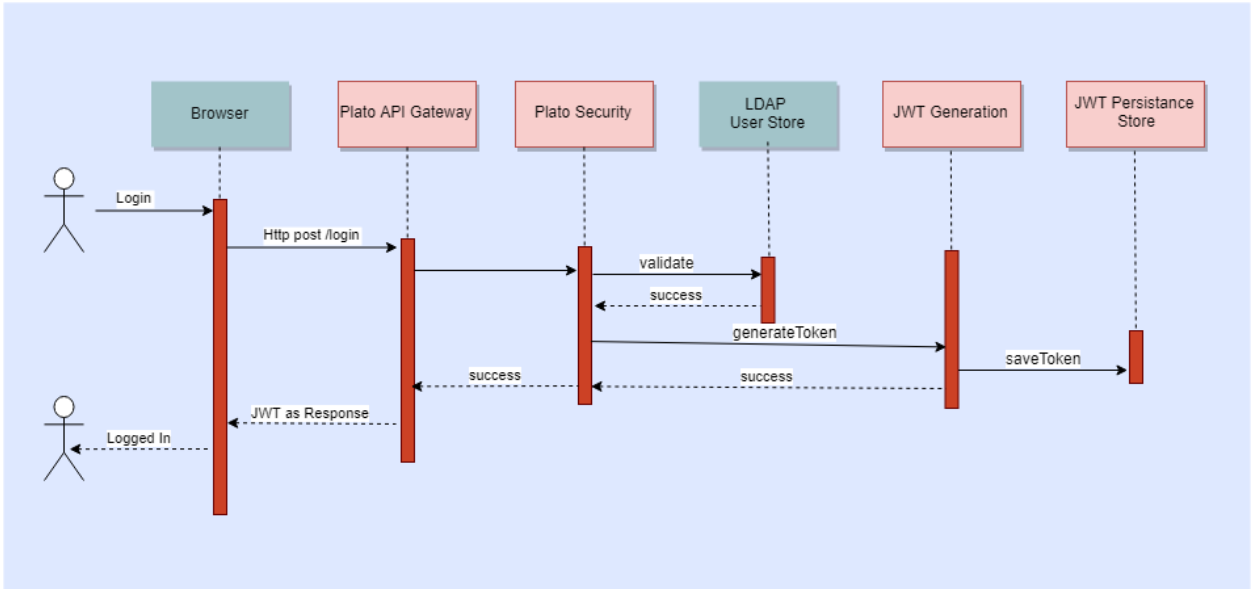 Browser
Plato API Gateway
Plato Security
LDAP
User Store
JWT Generation
JWT Persistance
Store
Login
Http post /login
validate
success
generateToken
saveToken
success
success
JWT as Response
Logged In